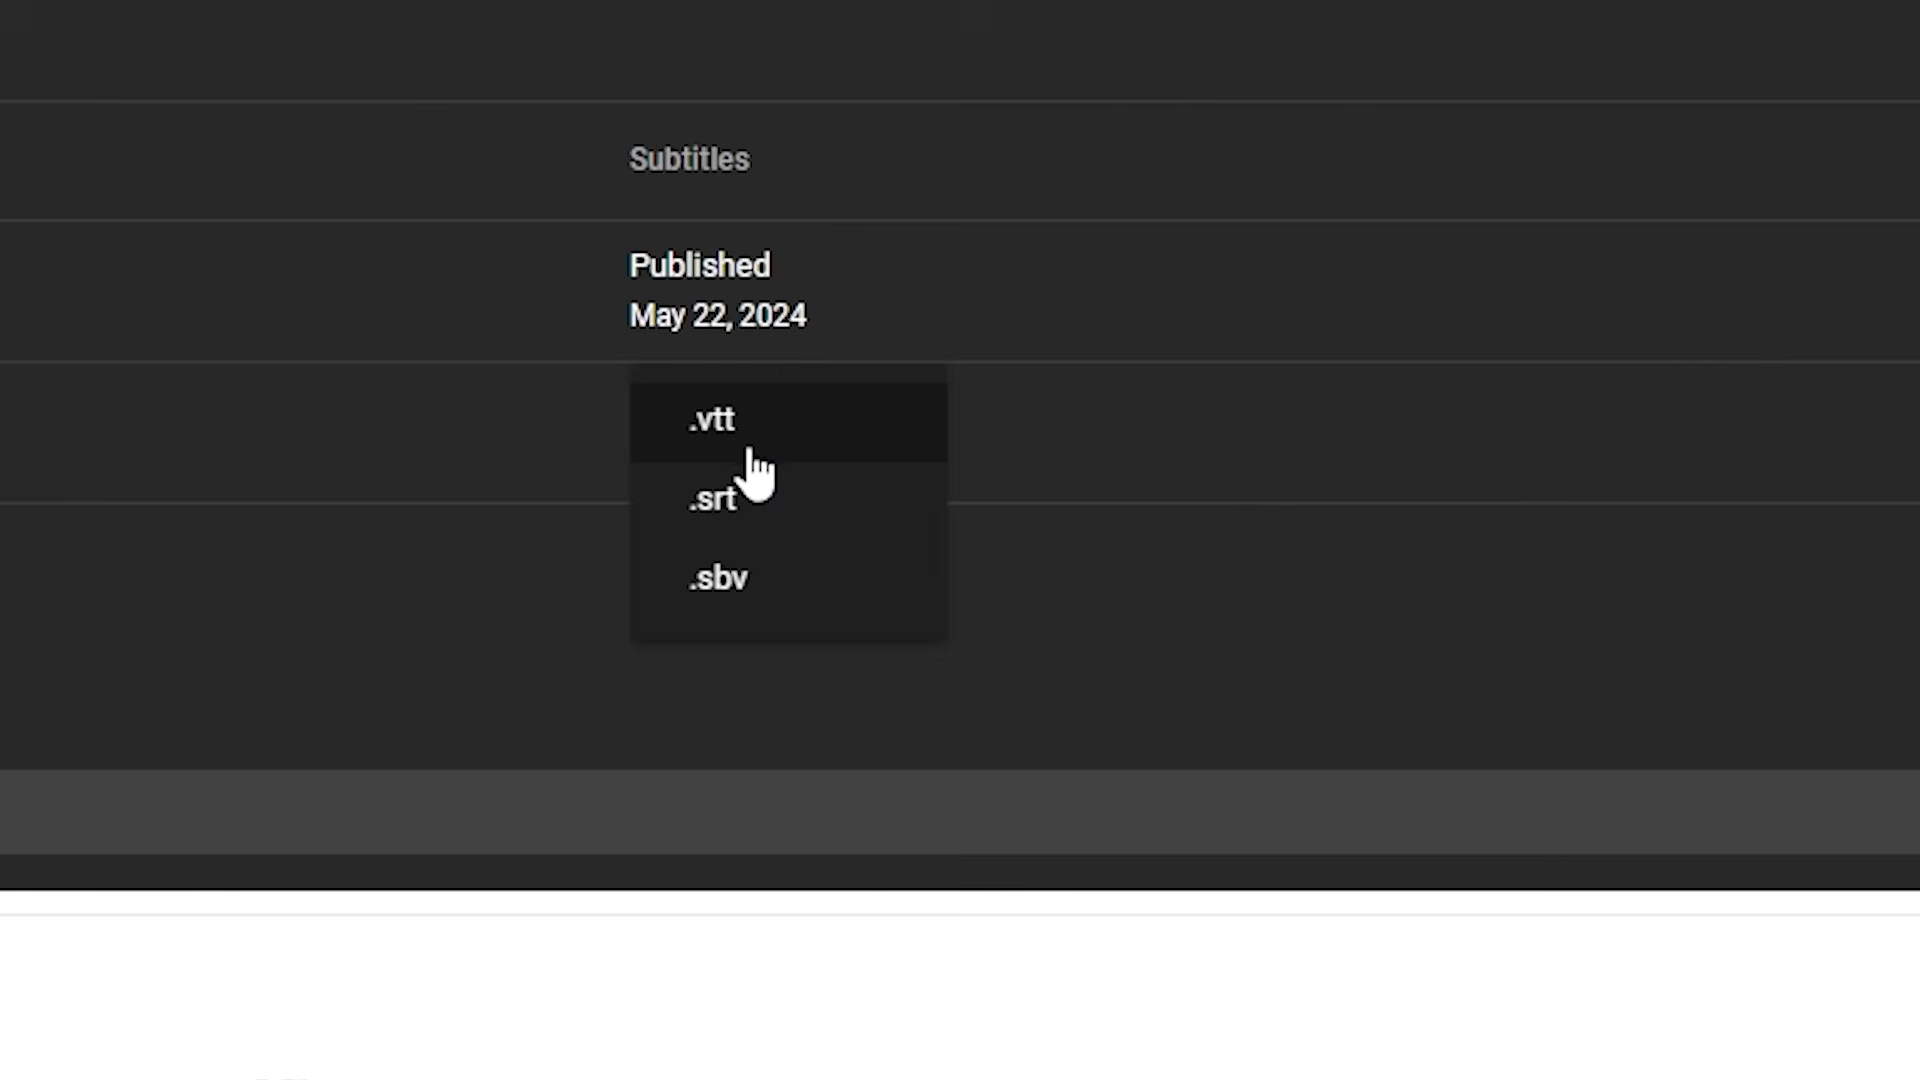 Subtitles
Published
May 22, 2024
.vtt
.srt
.sbv